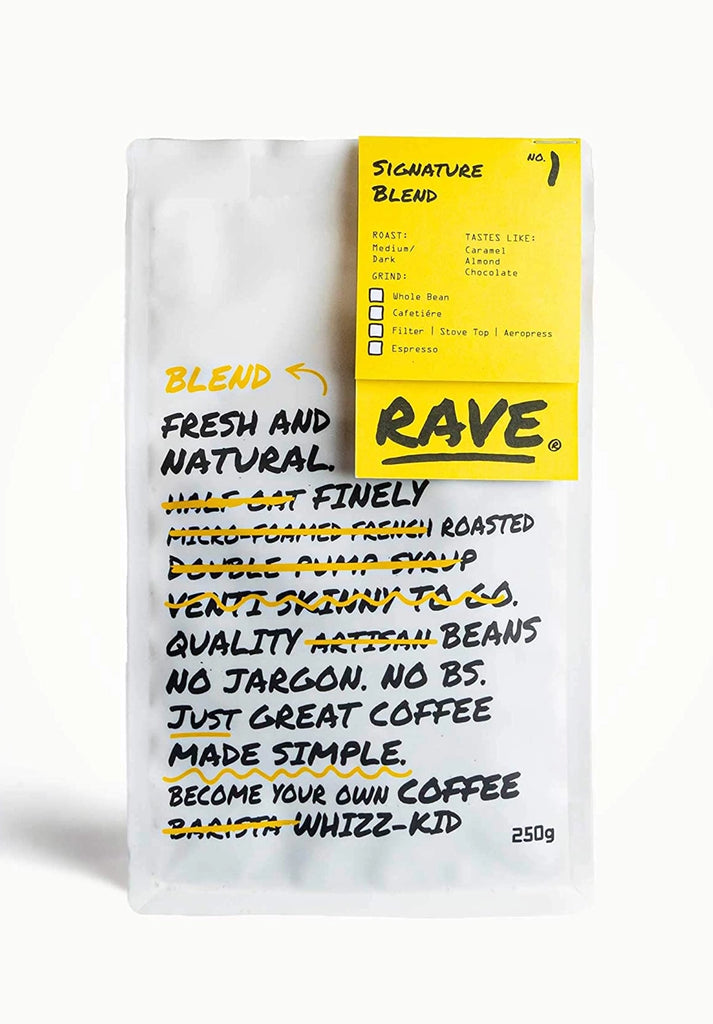 SIGNATURE
BLEND
NO. 1
ROAST:
Medium/
Dark
TASTES LIKE:
Caramel
Almond
Chocolate
GRIND:
Whole Bean
Cafetiére
Filter | Stove Top | Aeropress
Espresso
RAVE®
BLEND
FRESH AND
NATURAL.
HALF CAT FINELY
MICRO-FOAMED FRENCH ROASTED
DOUBLE PUMP SYRUP
VENTI SKINNY TO GO.
QUALITY ARTISAN BEANS
NO JARGON. NO BS.
JUST GREAT COFFEE
MADE SIMPLE.
BECOME YOUR OWN COFFEE
BARISTA WHIZZ-KID
250g